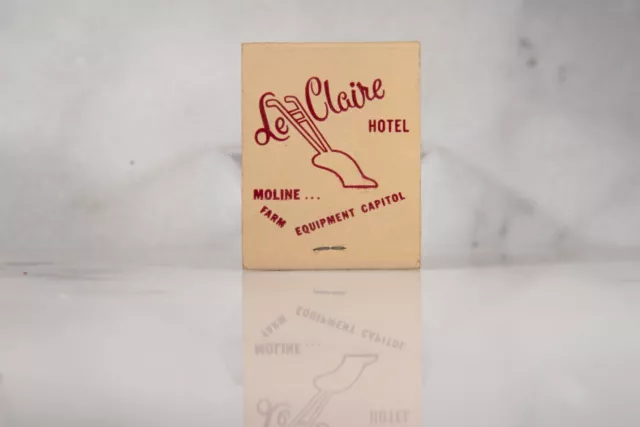 Le Claire
HOTEL
MOLINE ...
FARM EQUIPMENT CAPITOL